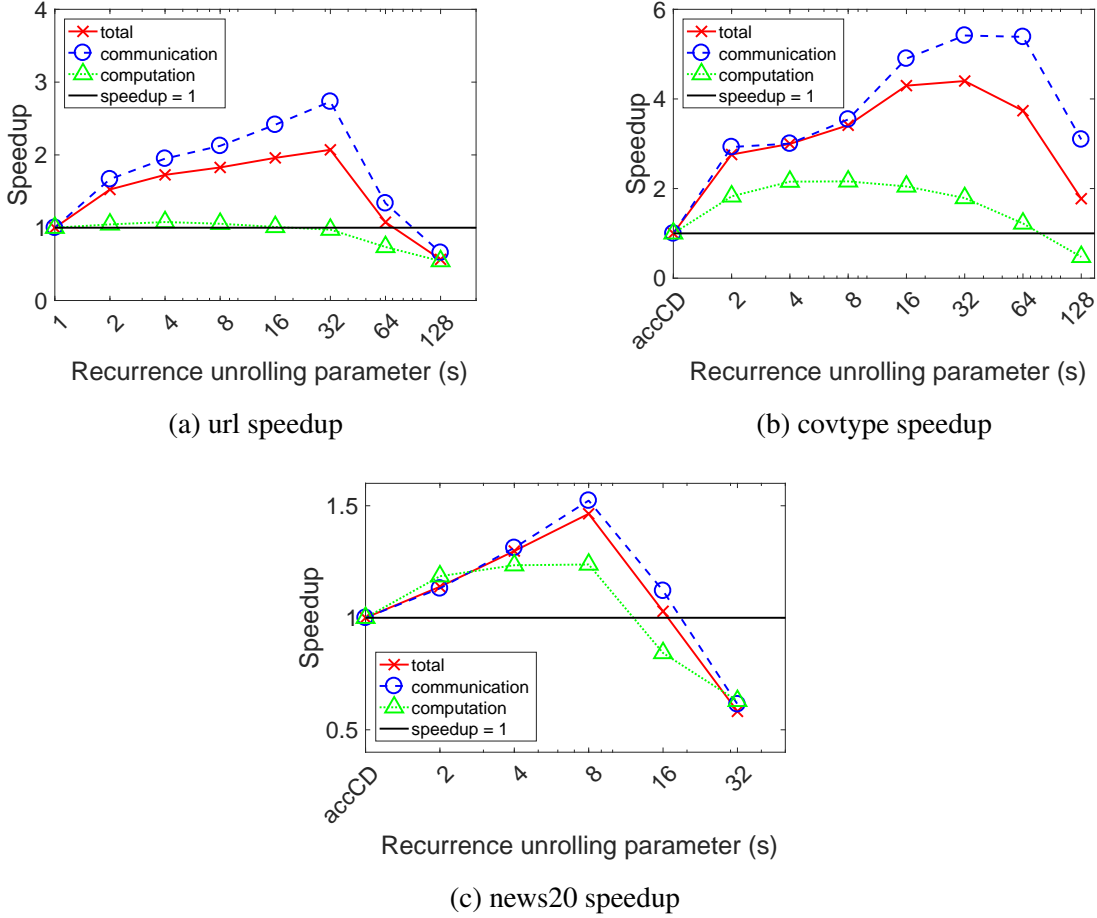 4
3
2
1
0
Speedup
total
communication
computation
speedup = 1
1
2
4
8
16
32
64
128
Recurrence unrolling parameter (s)
(a) url speedup
6
4
2
0
Speedup
total
communication
computation
speedup = 1
accCD
2
4
8
16
32
64
128
Recurrence unrolling parameter (s)
(b) covtype speedup
1.5
1
0.5
Speedup
total
communication
computation
speedup = 1
accCD
2
4
8
16
32
Recurrence unrolling parameter (s)
(c) news20 speedup